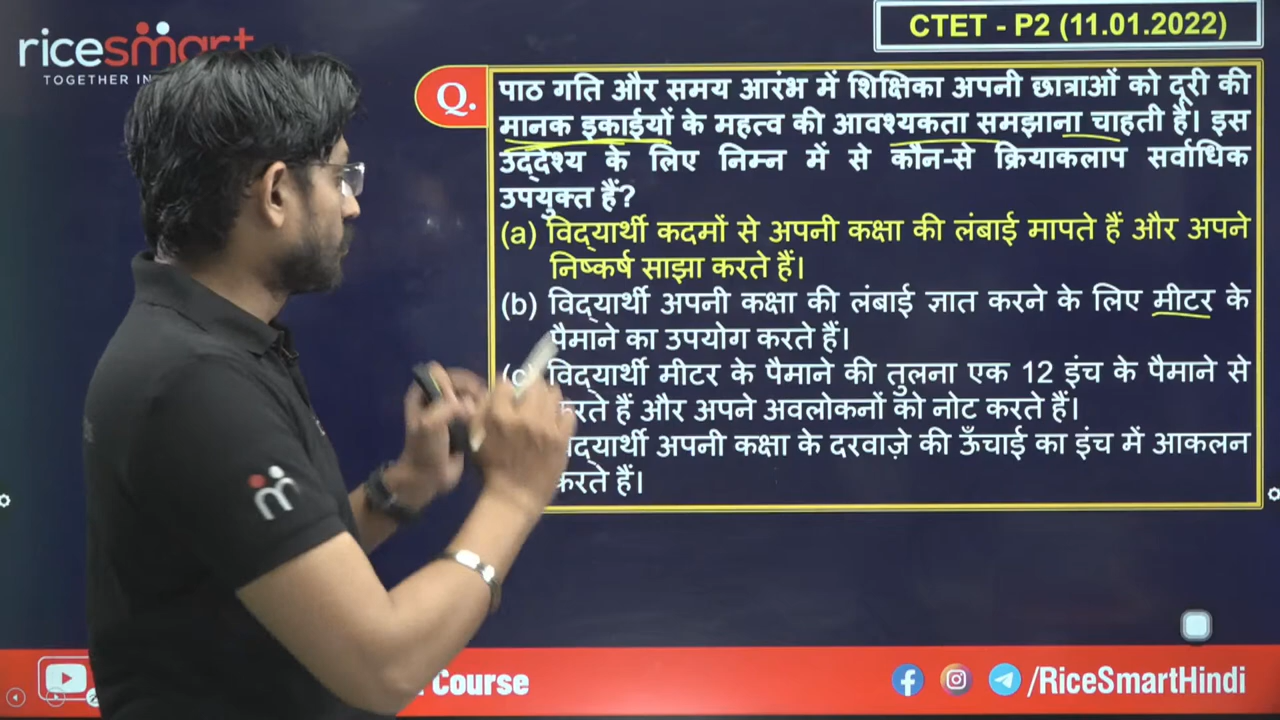 ricesmart
TOGETHER IN
CTET - P2 (11.01.2022)
Q.
पाठ गति और समय आरंभ में शिक्षिका अपनी छात्राओं को दूरी की
मानक इकाईयों के महत्व की आवश्यकता समझाना चाहती है। इस
उद्देश्य के लिए निम्न में से कौन-से क्रियाकलाप सर्वाधिक
उपयुक्त हैं?
(a) विद्यार्थी कदमों से अपनी कक्षा की लंबाई मापते हैं और अपने
निष्कर्ष साझा करते हैं।
(b) विद्यार्थी अपनी कक्षा की लंबाई ज्ञात करने के लिए मीटर के
पैमाने का उपयोग करते हैं।
(c) विद्यार्थी मीटर के पैमाने की तुलना एक 12 इंच के पैमाने से
करते हैं और अपने अवलोकनों को नोट करते हैं।
विद्यार्थी अपनी कक्षा के दरवाज़े की ऊँचाई का इंच में आकलन
करते हैं।
Course
/RiceSmartHindi